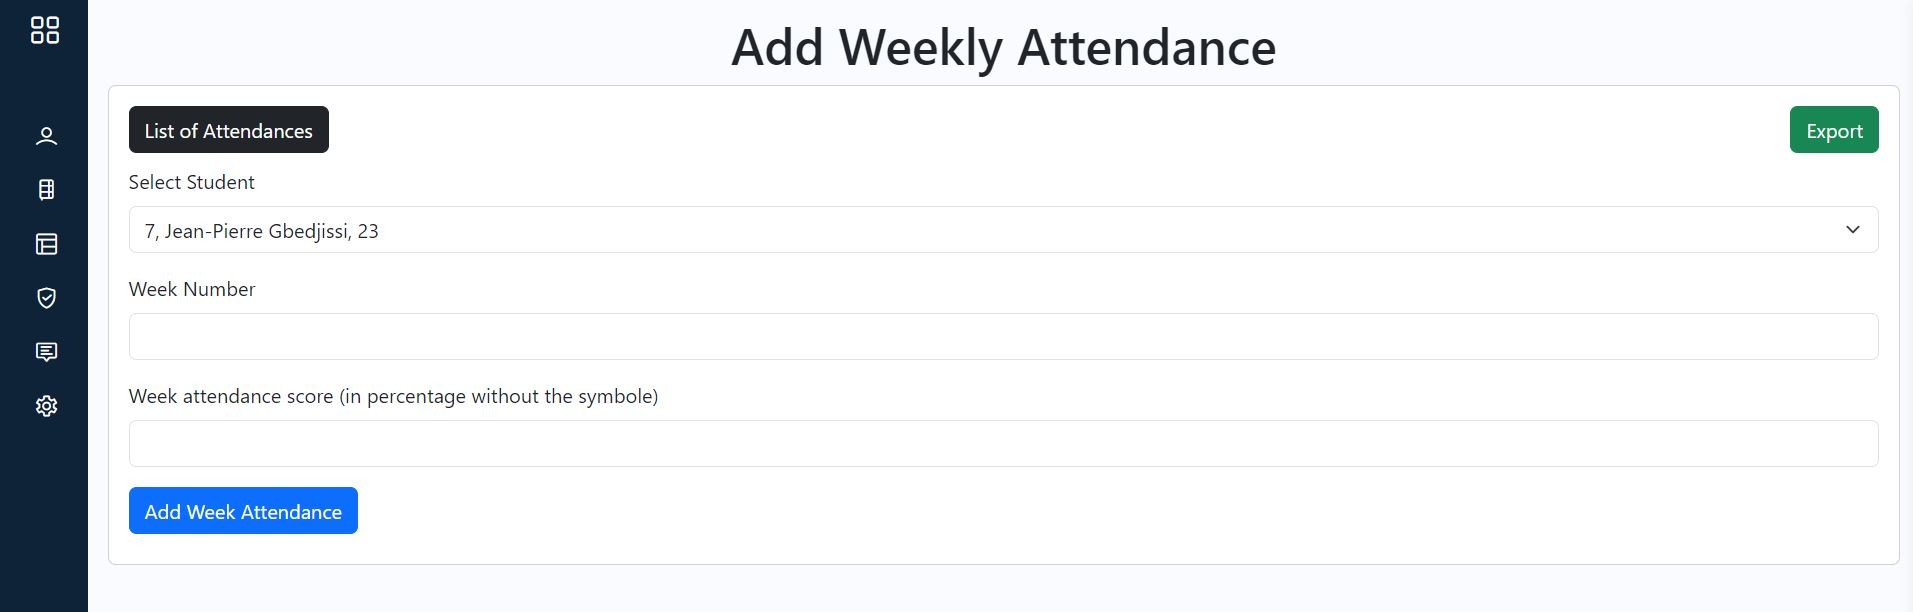 Add Weekly Attendance
List of Attendances
Export
Select Student
7, Jean-Pierre Gbedjissi, 23
Week Number
Week attendance score (in percentage without the symbole)
Add Week Attendance